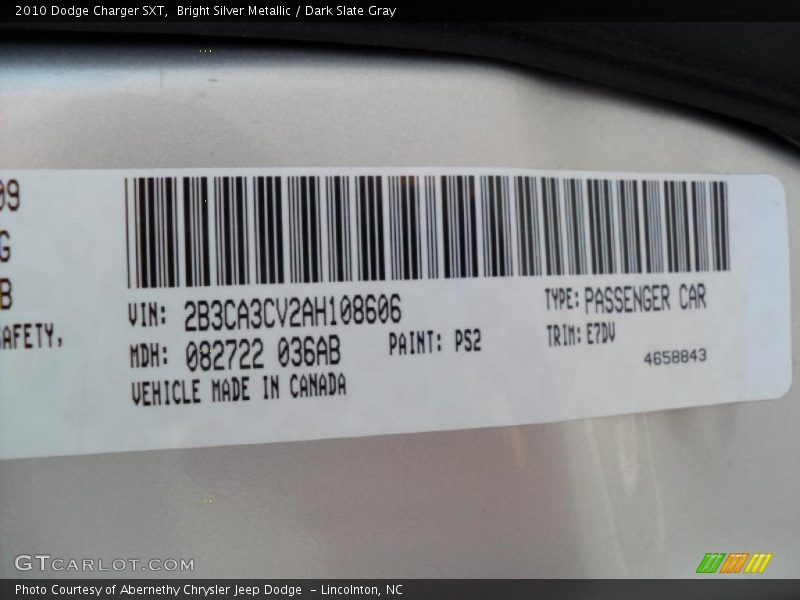 2010 Dodge Charger SXT,  Bright Silver Metallic / Dark Slate Gray
09
G
B
AFETY,
VIN: 2B3CA3CV2AH108606
TYPE: PASSENGER CAR
MDH: 082722 036AB
PAINT: PS2
TRIM: E7DV
VEHICLE MADE IN CANADA
4658843
GTCARLOT.COM
Photo Courtesy of Abernethy Chrysler Jeep Dodge  - Lincolnton, NC